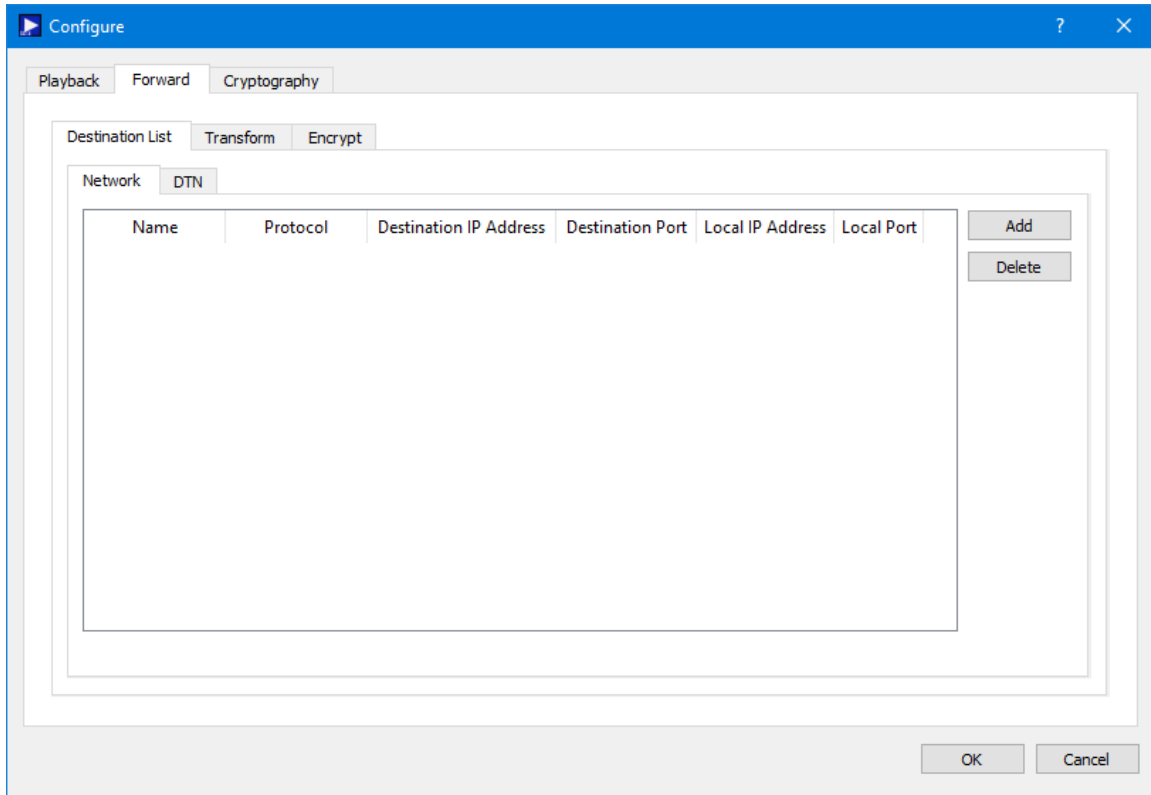 Configure ?
Playback Forward Cryptography
Destination List Transform Encrypt
Network DTN
Name Protocol Destination IP Address Destination Port Local IP Address Local Port Add
Delete
OK Cancel